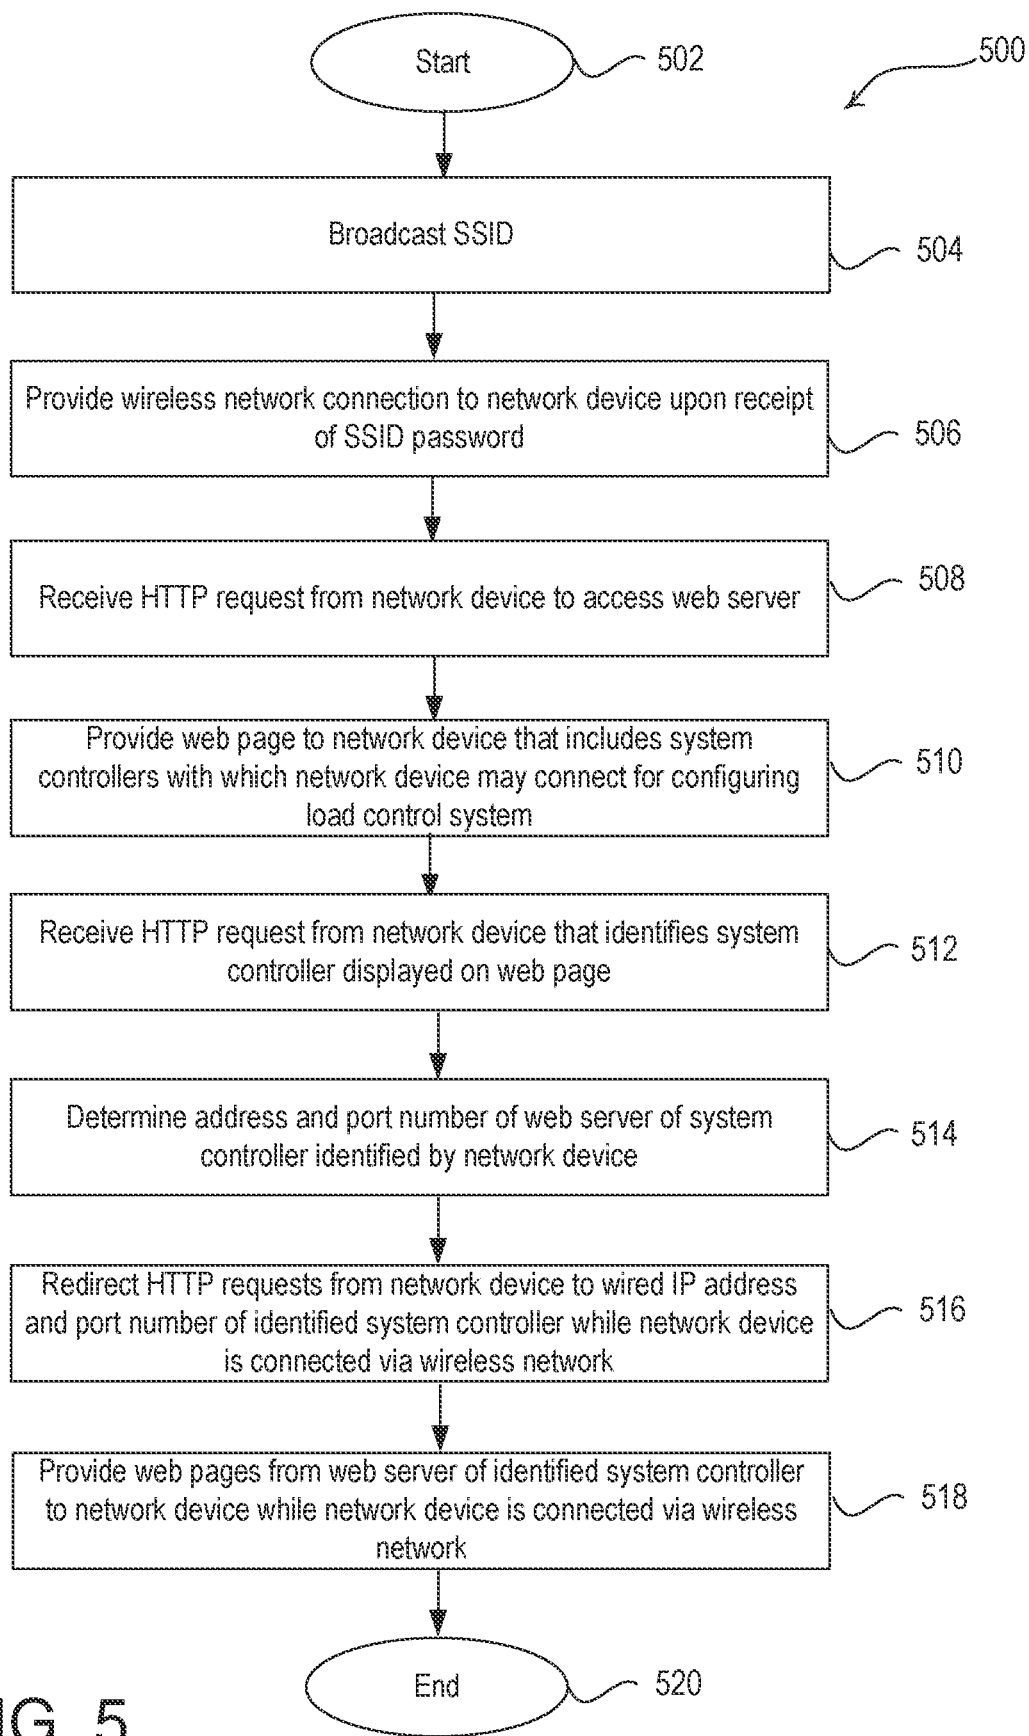 Start
502
500
Broadcast SSID
504
Provide wireless network connection to network device upon receipt
of SSID password
506
Receive HTTP request from network device to access web server
508
Provide web page to network device that includes system
controllers with which network device may connect for configuring
load control system
510
Receive HTTP request from network device that identifies system
controller displayed on web page
512
Determine address and port number of web server of system
controller identified by network device
514
Redirect HTTP requests from network device to wired IP address
and port number of identified system controller while network device
is connected via wireless network
516
Provide web pages from web server of identified system controller
to network device while network device is connected via wireless
network
518
End
520
IG. 5